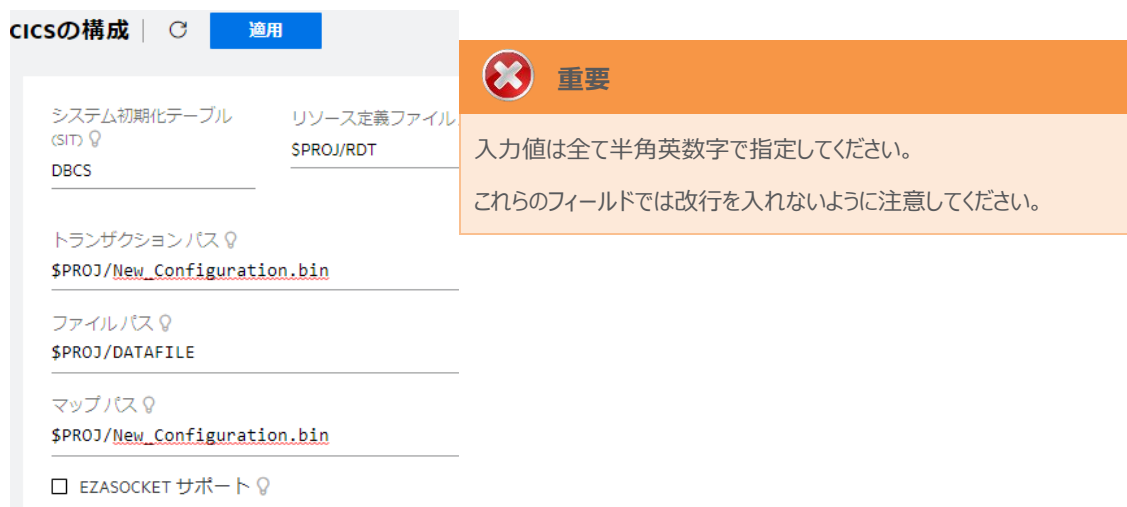 CICSの構成
適用
システム初期化テーブル
(SIT)
DBCS
リソース定義ファイル
$PROJ/RDT
トランザクションパス
$PROJ/New_Configuration.bin
ファイルパス
$PROJ/DATAFILE
マップパス
$PROJ/New_Configuration.bin
EZASOCKET サポート
重要
入力値は全て半角英数字で指定してください。
これらのフィールドでは改行を入れないように注意してください。